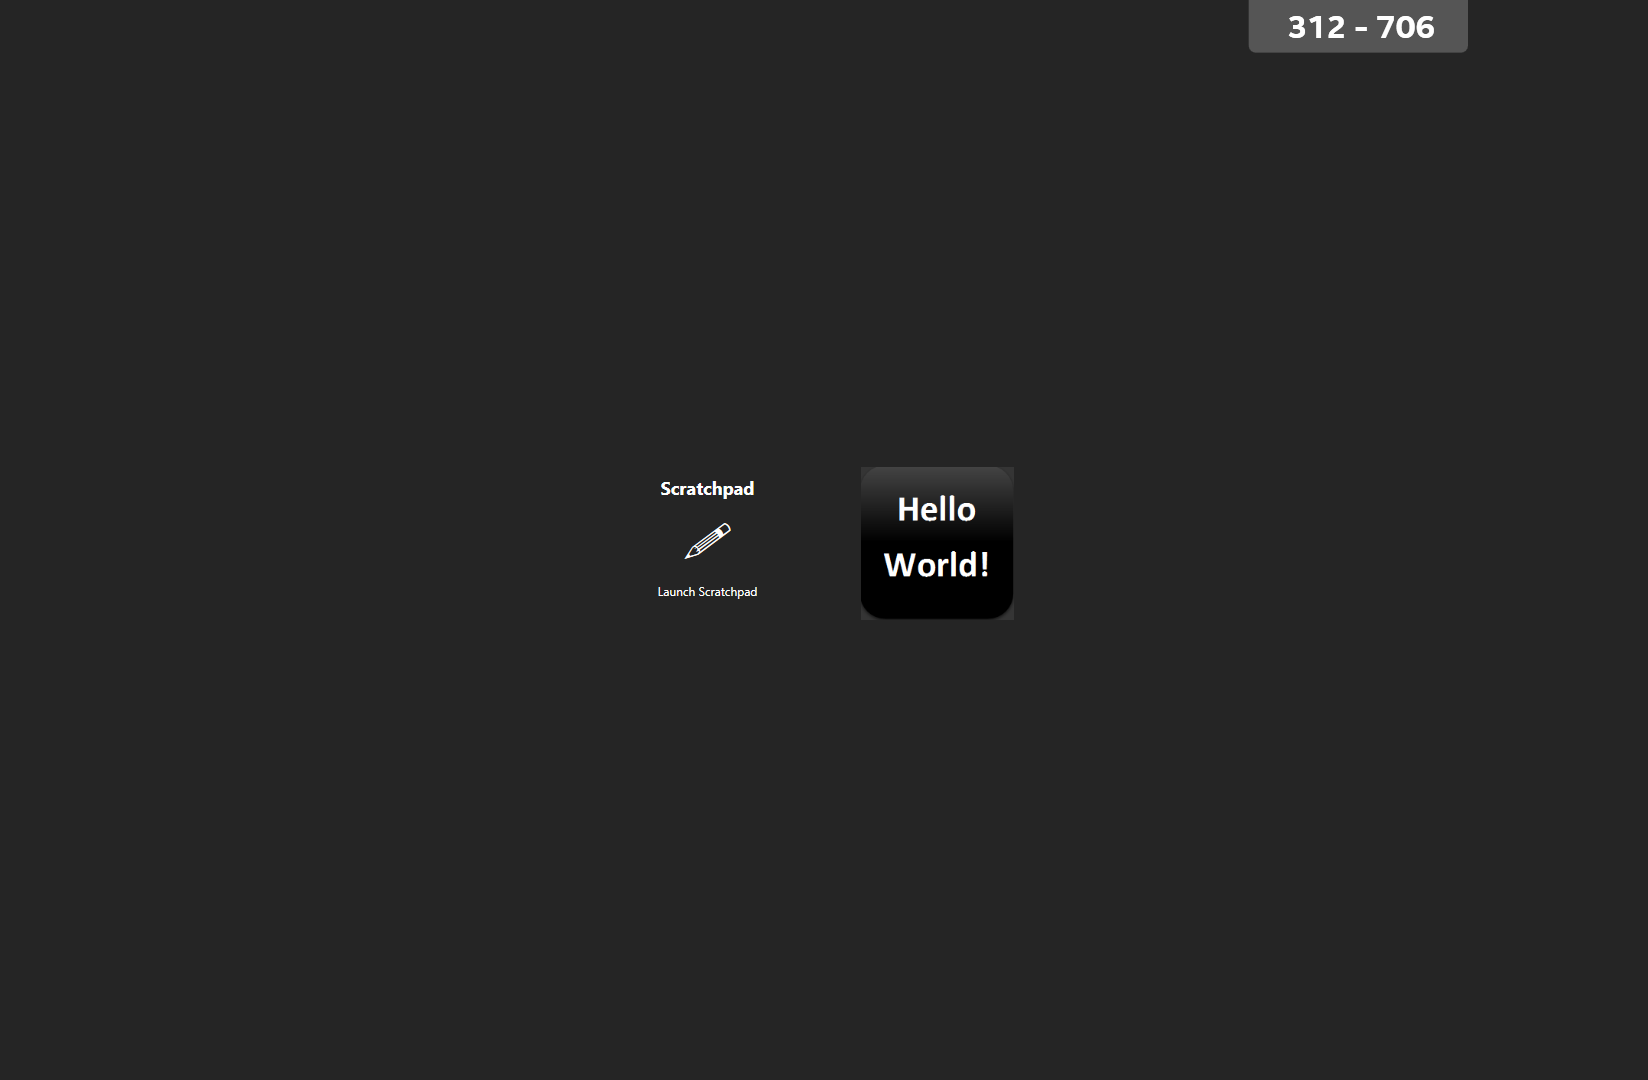 312 - 706
Scratchpad
Launch Scratchpad
Hello
World!